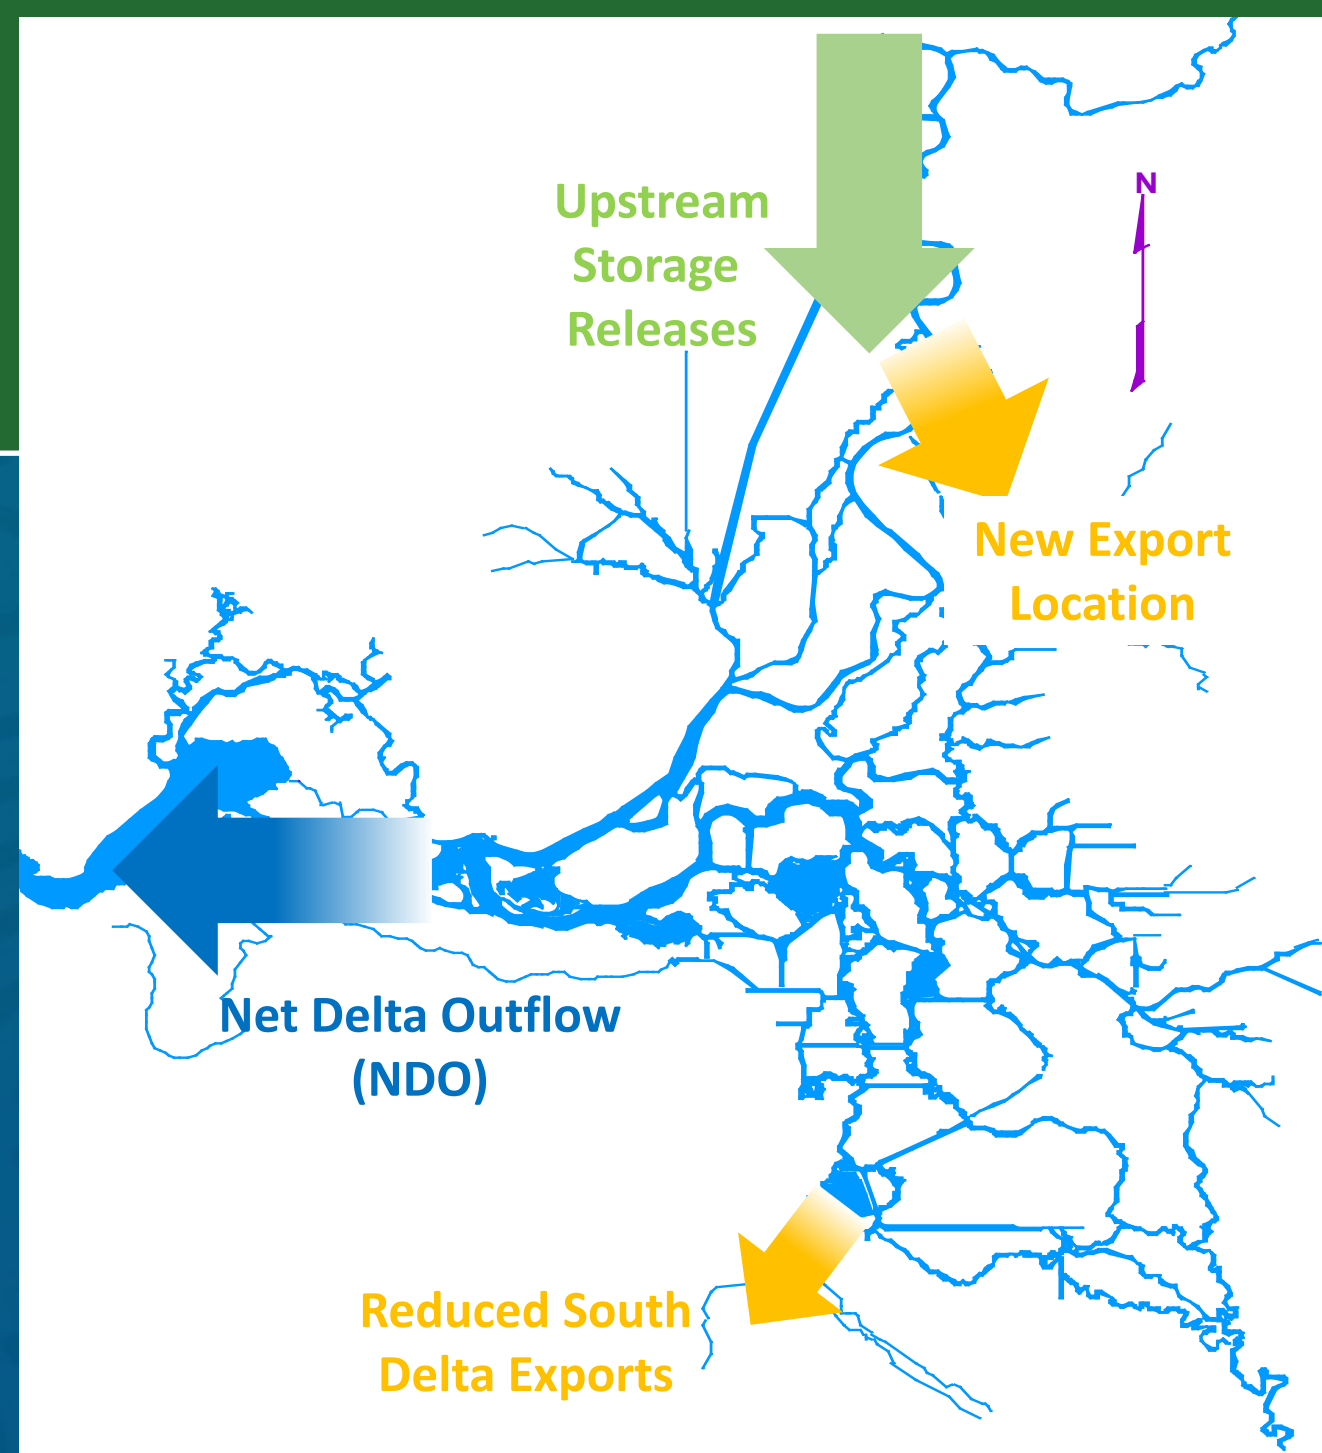 N
Upstream
Storage
Releases
New Export
Location
Net Delta Outflow
(NDO)
Reduced South
Delta Exports